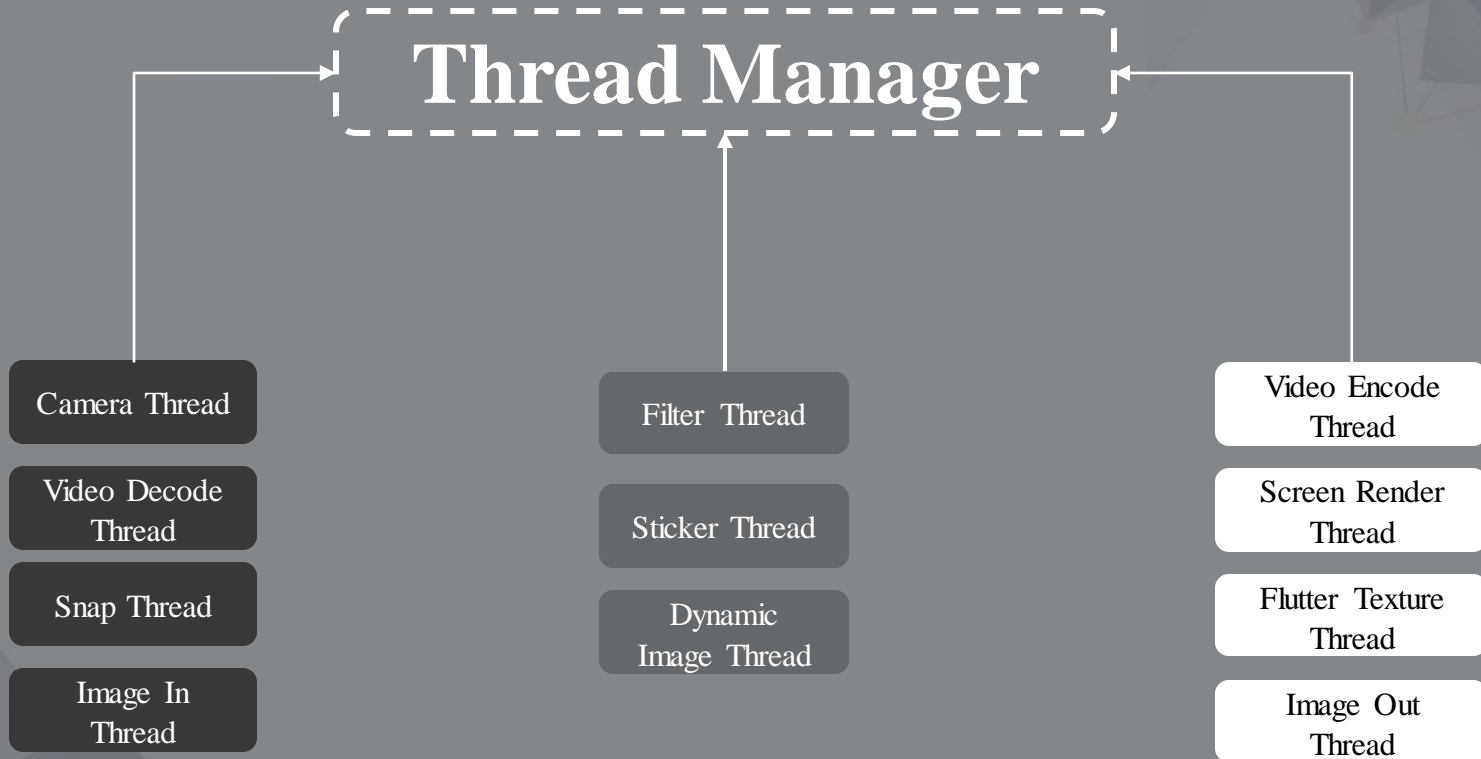 Thread Manager
Camera Thread
Video Decode
Thread
Snap Thread
Image In
Thread
Filter Thread
Sticker Thread
Dynamic
Image Thread
Video Encode
Thread
Screen Render
Thread
Flutter Texture
Thread
Image Out
Thread